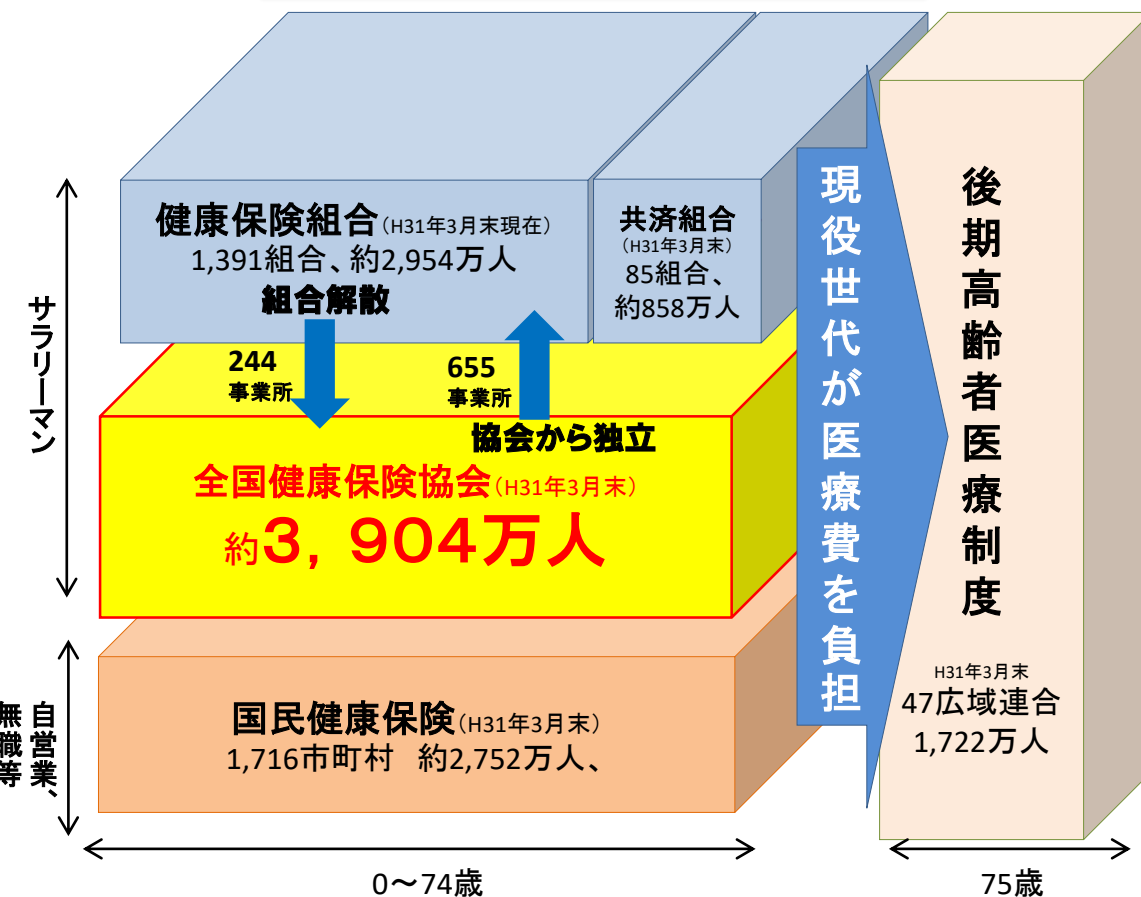 サラリーマン
健康保険組合(H31年3月末現在)
1,391組合、約2,954万人
組合解散
共済組合
(H31年3月末)
85組合、
約858万人
244
事業所
655
事業所
協会から独立
全国健康保険協会(H31年3月末)
約3,904万人
自営業、
無職等
国民健康保険(H31年3月末)
1,716市町村 約2,752万人、
現役世代が医療費を負担
後期高齢者医療制度
H31年3月末
47広域連合
1,722万人
0～74歳
75歳